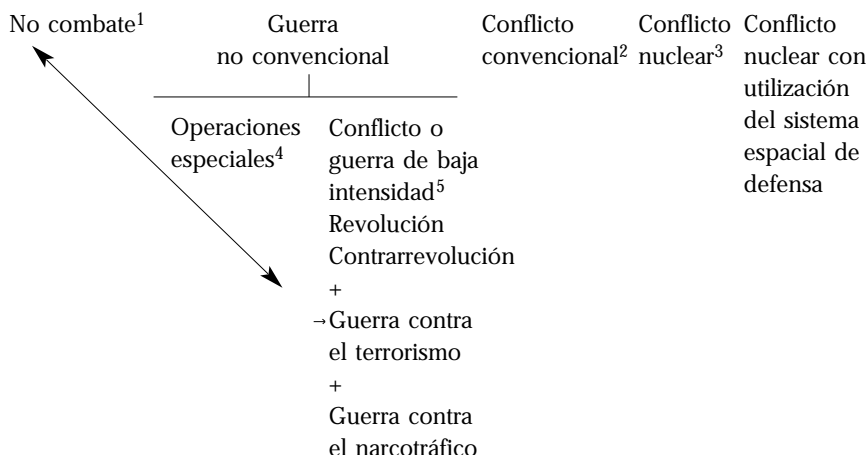 No combate¹
Guerra
no convencional
Operaciones
especiales⁴
Conflicto o
guerra de baja
intensidad⁵
Revolución
Contrarrevolución
+
→Guerra contra
el terrorismo
+
Guerra contra
el narcotráfico
Conflicto
convencional²
Conflicto
nuclear³
Conflicto
nuclear con
utilización
del sistema
espacial de
defensa